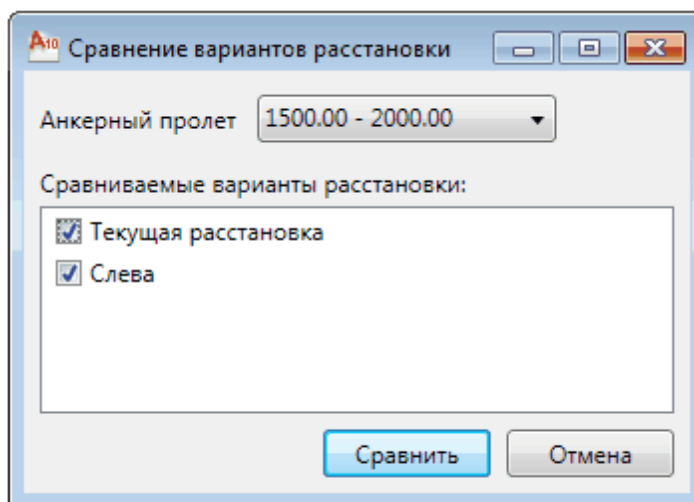 A10 Сравнение вариантов расстановки
Анкерный пролет 1500.00 - 2000.00
Сравниваемые варианты расстановки:
Текущая расстановка
Слева
Сравнить Отмена